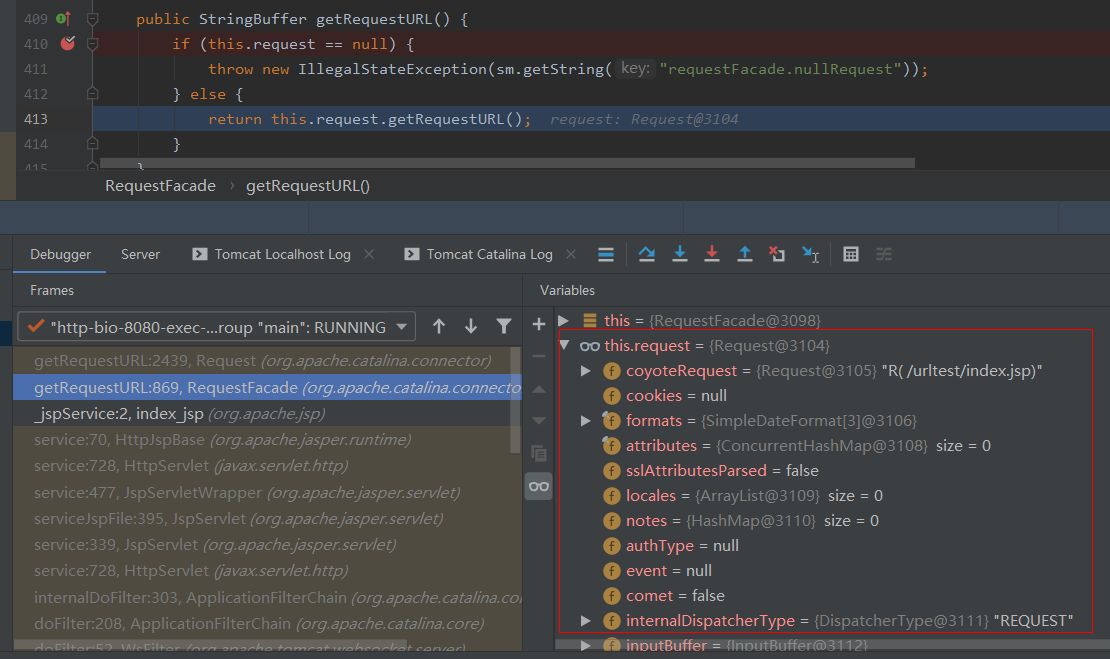 409 public StringBuffer getRequestURL() {
410 if (this.request == null) {
411 throw new IllegalStateException(sm.getString( key: "requestFacade.nullRequest"));
412 } else {
413 return this.request.getRequestURL(); request: Request@3104
414 }
415 }
RequestFacade › getRequestURL()
Debugger Server Tomcat Localhost Log Tomcat Catalina Log
Frames
"http-bio-8080-exec-...roup "main": RUNNING
getRequestURL:2439, Request (org.apache.catalina.connector)
getRequestURL:869, RequestFacade (org.apache.catalina.connecto
_jspService:2, index_jsp (org.apache.jsp)
service:70, HttpJspBase (org.apache.jasper.runtime)
service:728, HttpServlet (javax.servlet.http)
service:477, JspServletWrapper (org.apache.jasper.servlet)
serviceJspFile:395, JspServlet (org.apache.jasper.servlet)
service:339, JspServlet (org.apache.jasper.servlet)
service:728, HttpServlet (javax.servlet.http)
internalDoFilter:303, ApplicationFilterChain (org.apache.catalina.co
doFilter:208, ApplicationFilterChain (org.apache.catalina.core)
doFilter:52, WsFilter (org.apache.tomcat.websocket.server)
Variables
this = {RequestFacade@3098}
this.request = {Request@3104}
coyoteRequest = {Request@3105} "R( /urltest/index.jsp)"
cookies = null
formats = {SimpleDateFormat[3]@3106}
attributes = {ConcurrentHashMap@3108} size = 0
sslAttributesParsed = false
locales = {ArrayList@3109} size = 0
notes = {HashMap@3110} size = 0
authType = null
event = null
comet = false
internalDispatcherType = {DispatcherType@3111} "REQUEST"
inputBuffer = {InputBuffer@3112}